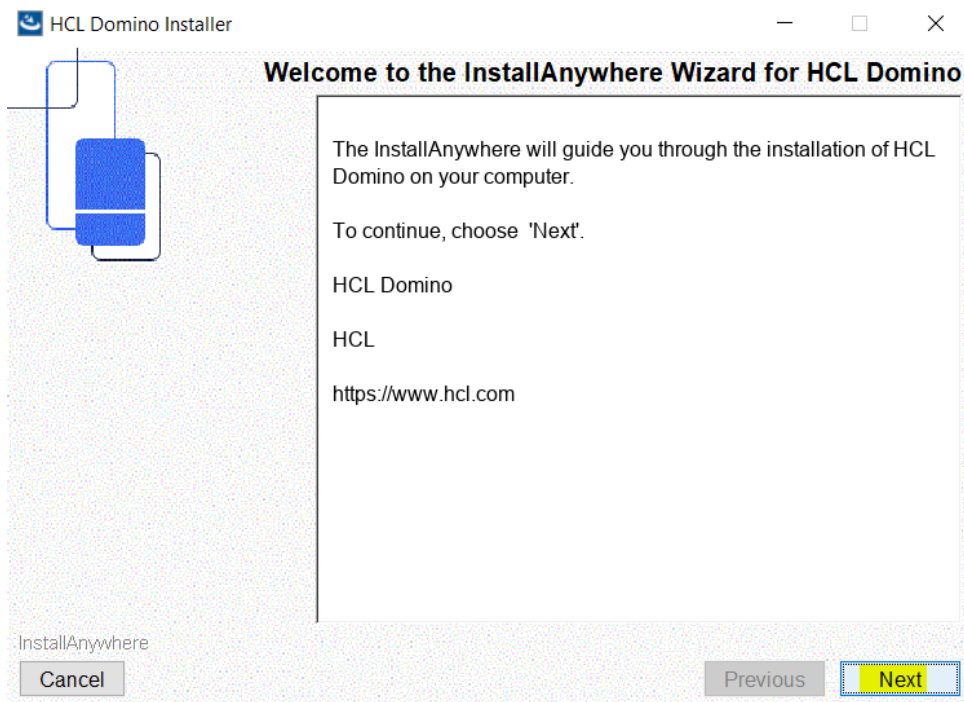 HCL Domino Installer
Welcome to the InstallAnywhere Wizard for HCL Domino
The InstallAnywhere will guide you through the installation of HCL
Domino on your computer.
To continue, choose 'Next'.
HCL Domino
HCL
https://www.hcl.com
InstallAnywhere
Cancel
Previous
Next